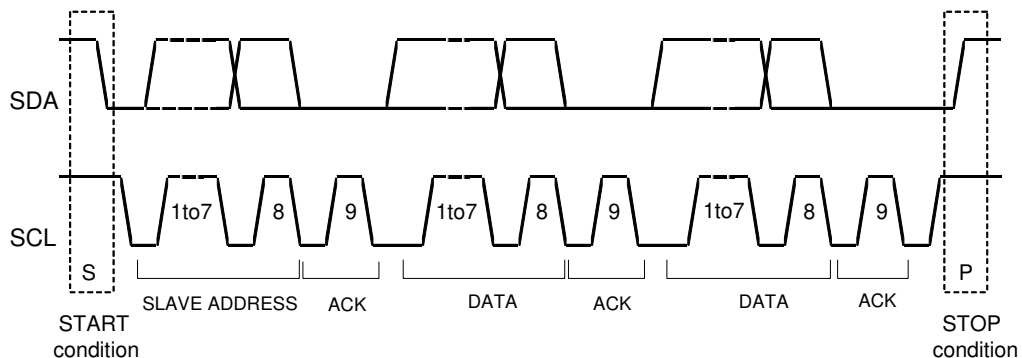 SDA
SCL
1to7 8 9 1to7 8 9 1to7 8 9
S P
SLAVE ADDRESS ACK DATA ACK DATA ACK
START
condition
STOP
condition